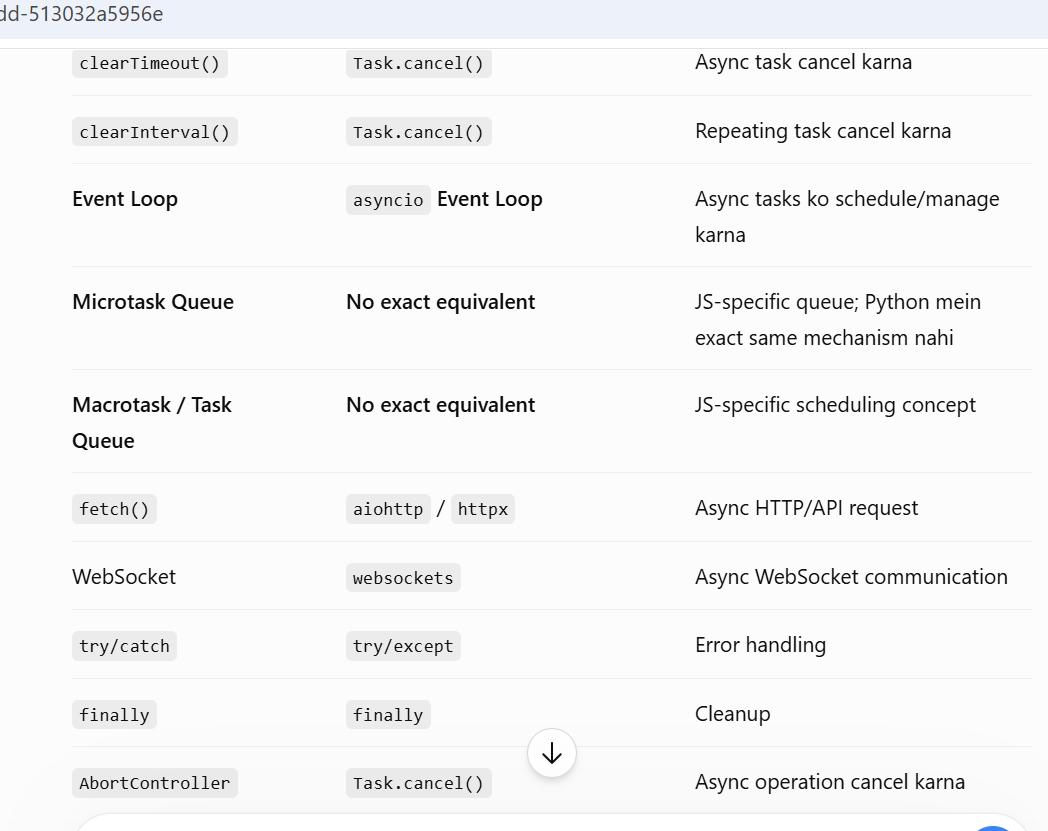 dd-513032a5956e
clearTimeout() Task.cancel() Async task cancel karna
clearInterval() Task.cancel() Repeating task cancel karna
Event Loop asyncio Event Loop Async tasks ko schedule/manage
karna
Microtask Queue No exact equivalent JS-specific queue; Python mein
exact same mechanism nahi
Macrotask / Task No exact equivalent JS-specific scheduling concept
Queue
fetch() aiohttp / httpx Async HTTP/API request
WebSocket websockets Async WebSocket communication
try/catch try/except Error handling
finally finally Cleanup
AbortController Task.cancel() Async operation cancel karna